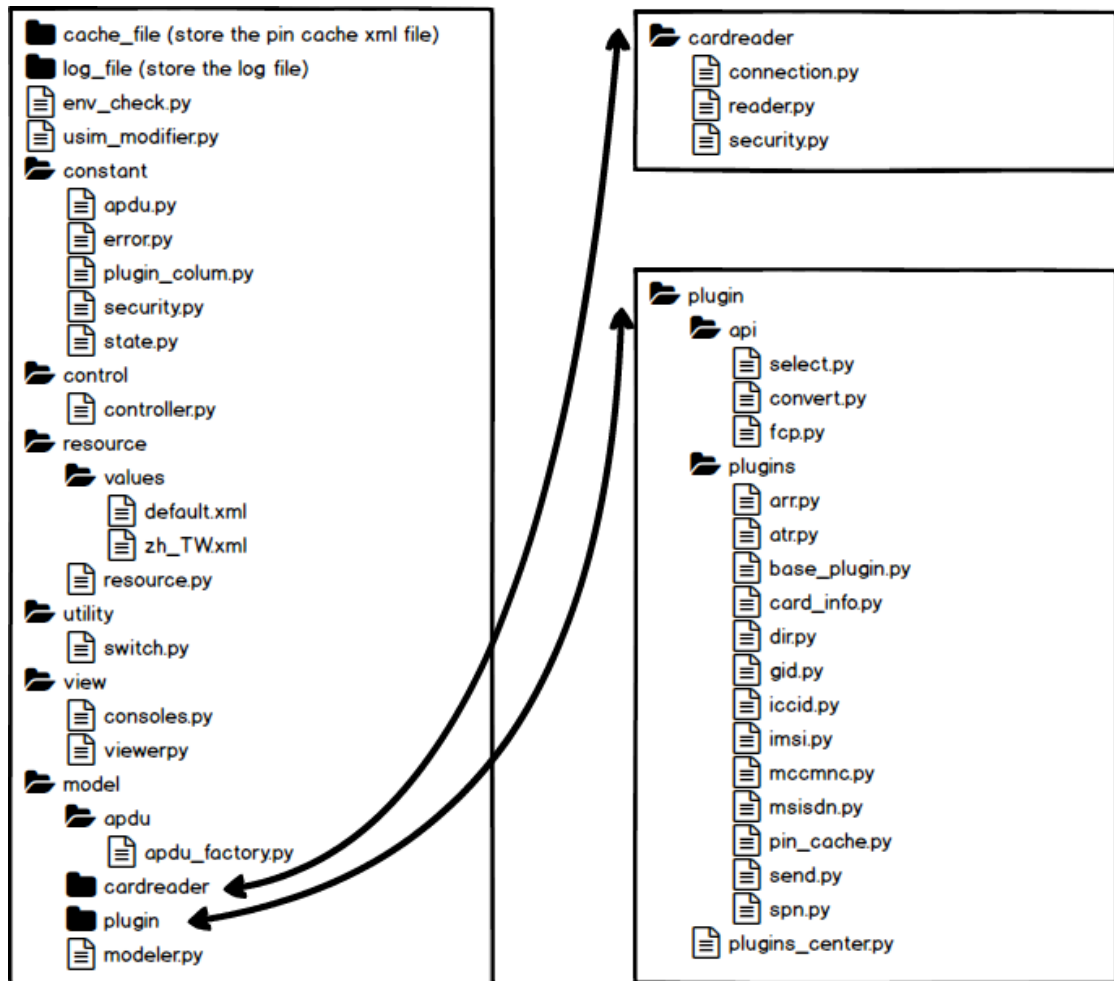 cache_file (store the pin cache xml file)
log_file (store the log file)
env_check.py
usim_modifier.py
constant
apdu.py
error.py
plugin_colum.py
security.py
state.py
control
controller.py
resource
values
default.xml
zh_TW.xml
resource.py
utility
switch.py
view
consoles.py
viewerpy
model
apdu
apdu_factory.py
cardreader
plugin
modeler.py
cardreader
connection.py
reader.py
security.py
plugin
api
select.py
convert.py
fcp.py
plugins
arr.py
atr.py
base_plugin.py
card_info.py
dir.py
gid.py
iccid.py
imsi.py
mccmnc.py
msisdn.py
pin_cache.py
send.py
spn.py
plugins_center.py